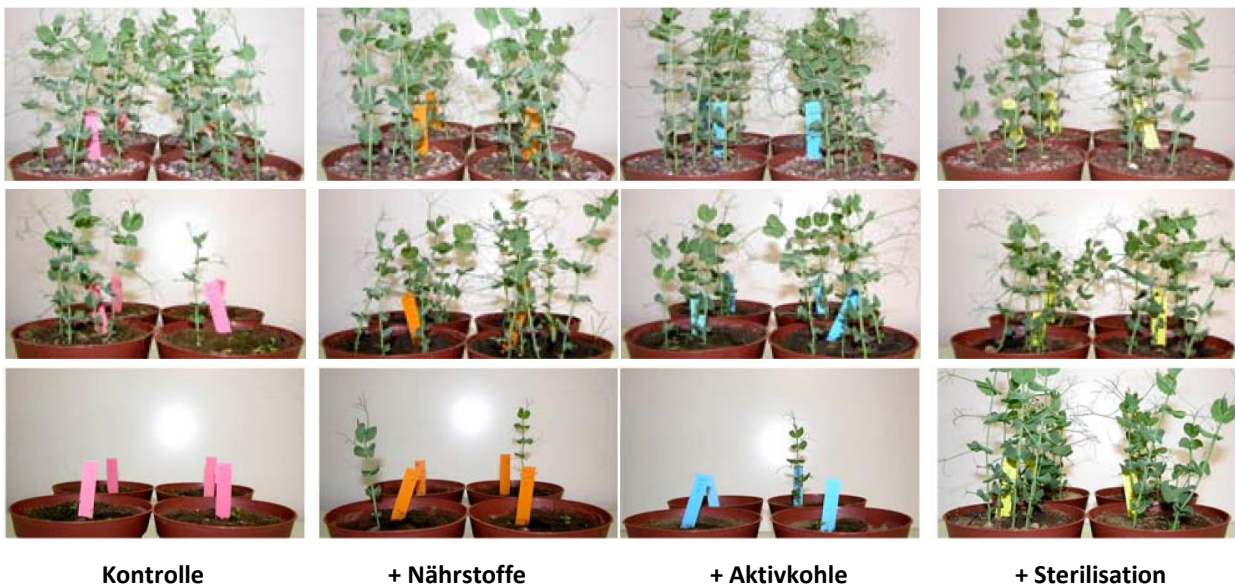 Kontrolle + Nährstoffe + Aktivkohle + Sterilisation